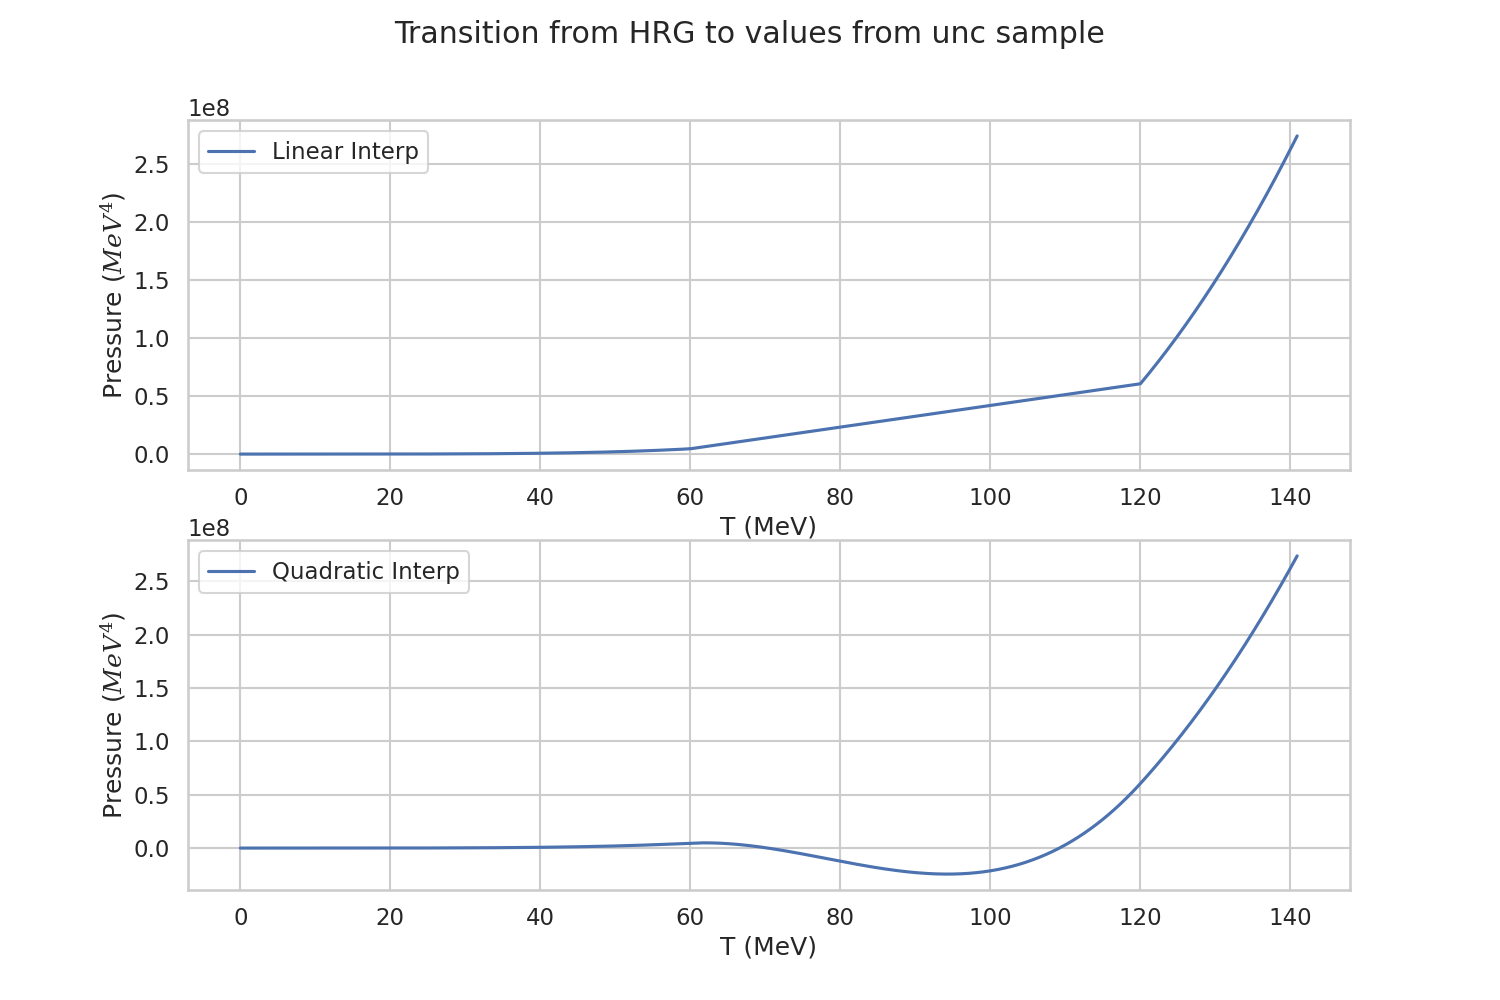 Transition from HRG to values from unc sample
1e8
Linear Interp
Pressure (MeV⁴)
2.5
2.0
1.5
1.0
0.5
0.0
0 20 40 60 80 100 120 140
T (MeV)
1e8
Quadratic Interp
Pressure (MeV⁴)
2.5
2.0
1.5
1.0
0.5
0.0
0 20 40 60 80 100 120 140
T (MeV)